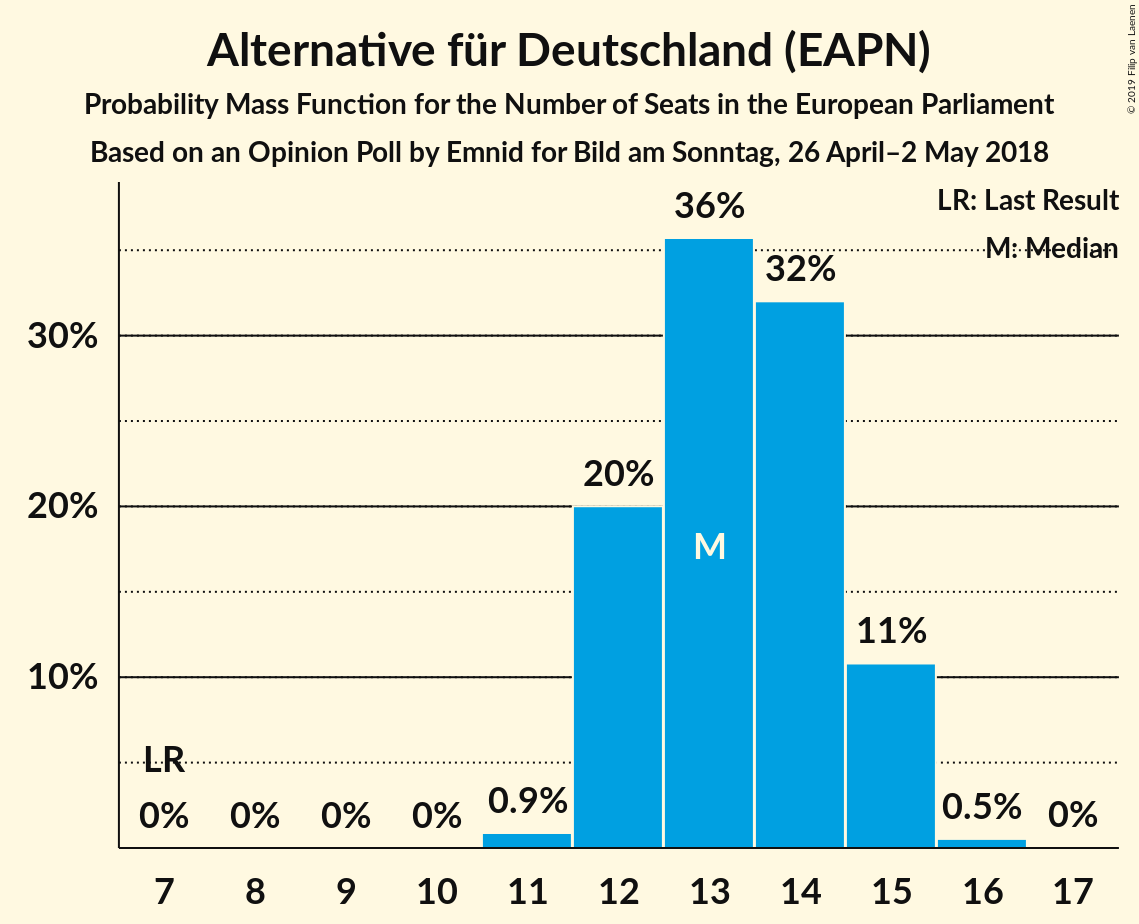 Alternative für Deutschland (EAPN)
Probability Mass Function for the Number of Seats in the European Parliament
Based on an Opinion Poll by Emnid for Bild am Sonntag, 26 April–2 May 2018
© 2019 Filip van Laenen
LR: Last Result
M: Median
36%
32%
30%
20%
20%
M
11%
10%
LR
0%
0%
0%
0%
0.9%
0.5%
0%
7 8 9 10 11 12 13 14 15 16 17